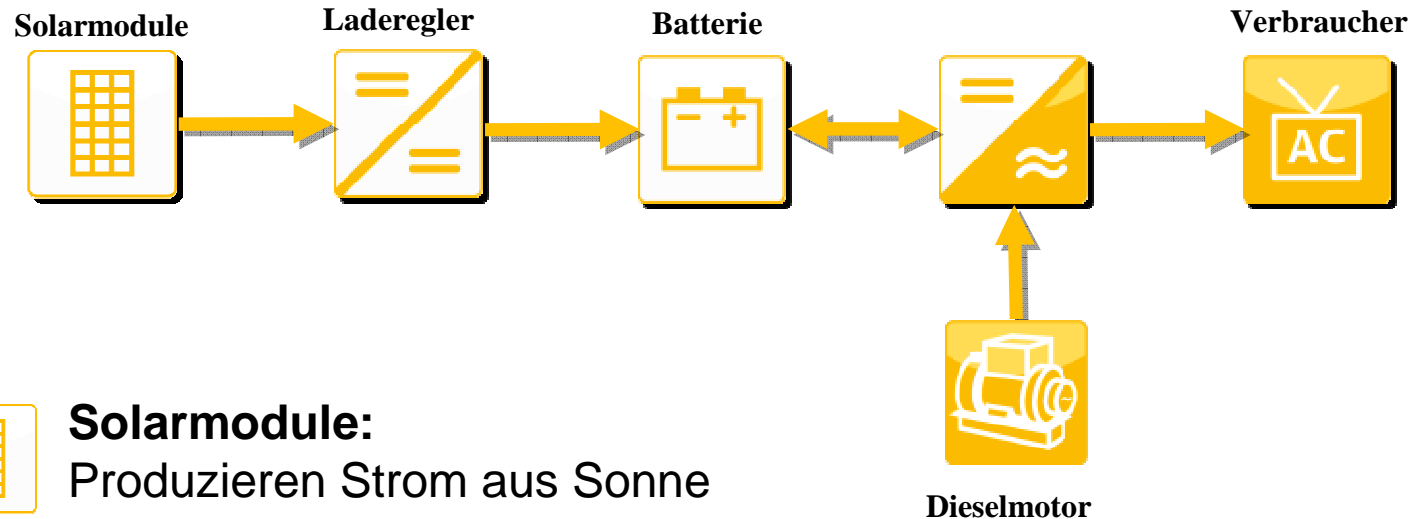 Solarmodule
Laderegler
Batterie
Verbraucher
AC
Solarmodule:
Produzieren Strom aus Sonne
Dieselmotor